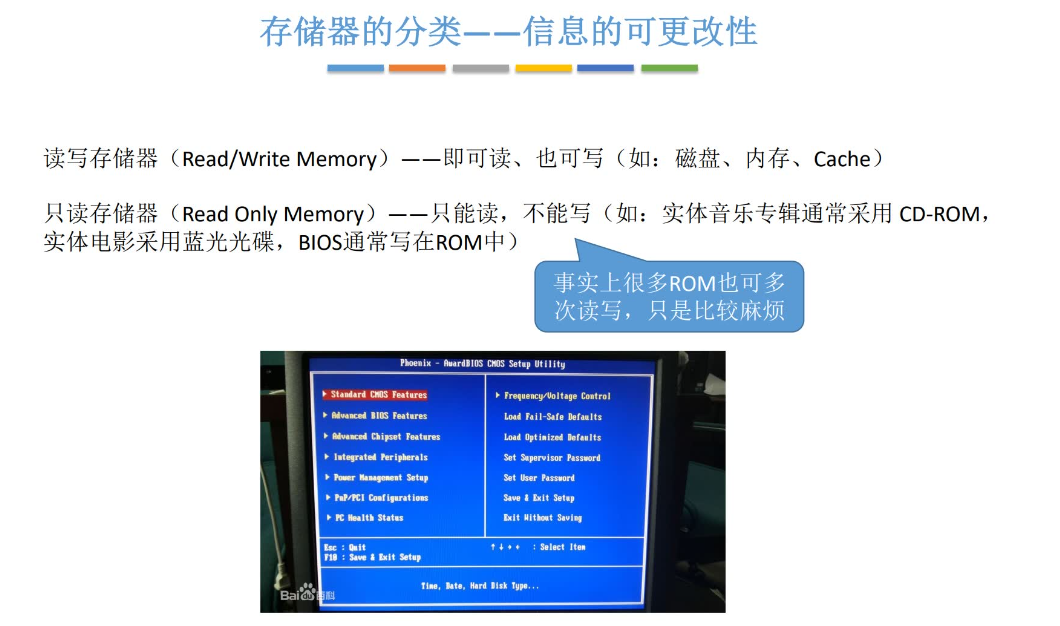 存储器的分类——信息的可更改性
读写存储器（Read/Write Memory）——即可读、也可写（如：磁盘、内存、Cache）
只读存储器（Read Only Memory）——只能读，不能写（如：实体音乐专辑通常采用 CD-ROM，
实体电影采用蓝光光碟，BIOS通常写在ROM中）
事实上很多ROM也可多
次读写，只是比较麻烦
Phoenix - AwardBIOS CMOS Setup Utility
Standard CMOS Features
Advanced BIOS Features
Advanced Chipset Features
Integrated Peripherals
Power Management Setup
PnP/PCI Configurations
PC Health Status
Frequency/Voltage Control
Load Fail-Safe Defaults
Load Optimized Defaults
Set Supervisor Password
Set User Password
Save & Exit Setup
Exit Without Saving
Esc : Quit
F10 : Save & Exit Setup
↑ ↓ → ← : Select Item
Time, Date, Hard Disk Type...
Bai du 百科